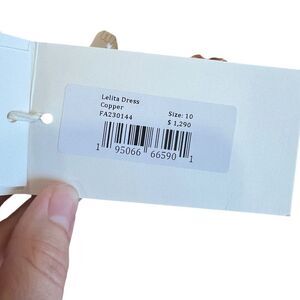 Lelita Dress
Copper
FA230144 Size: 10
$ 1,290
1 95066 66590 1